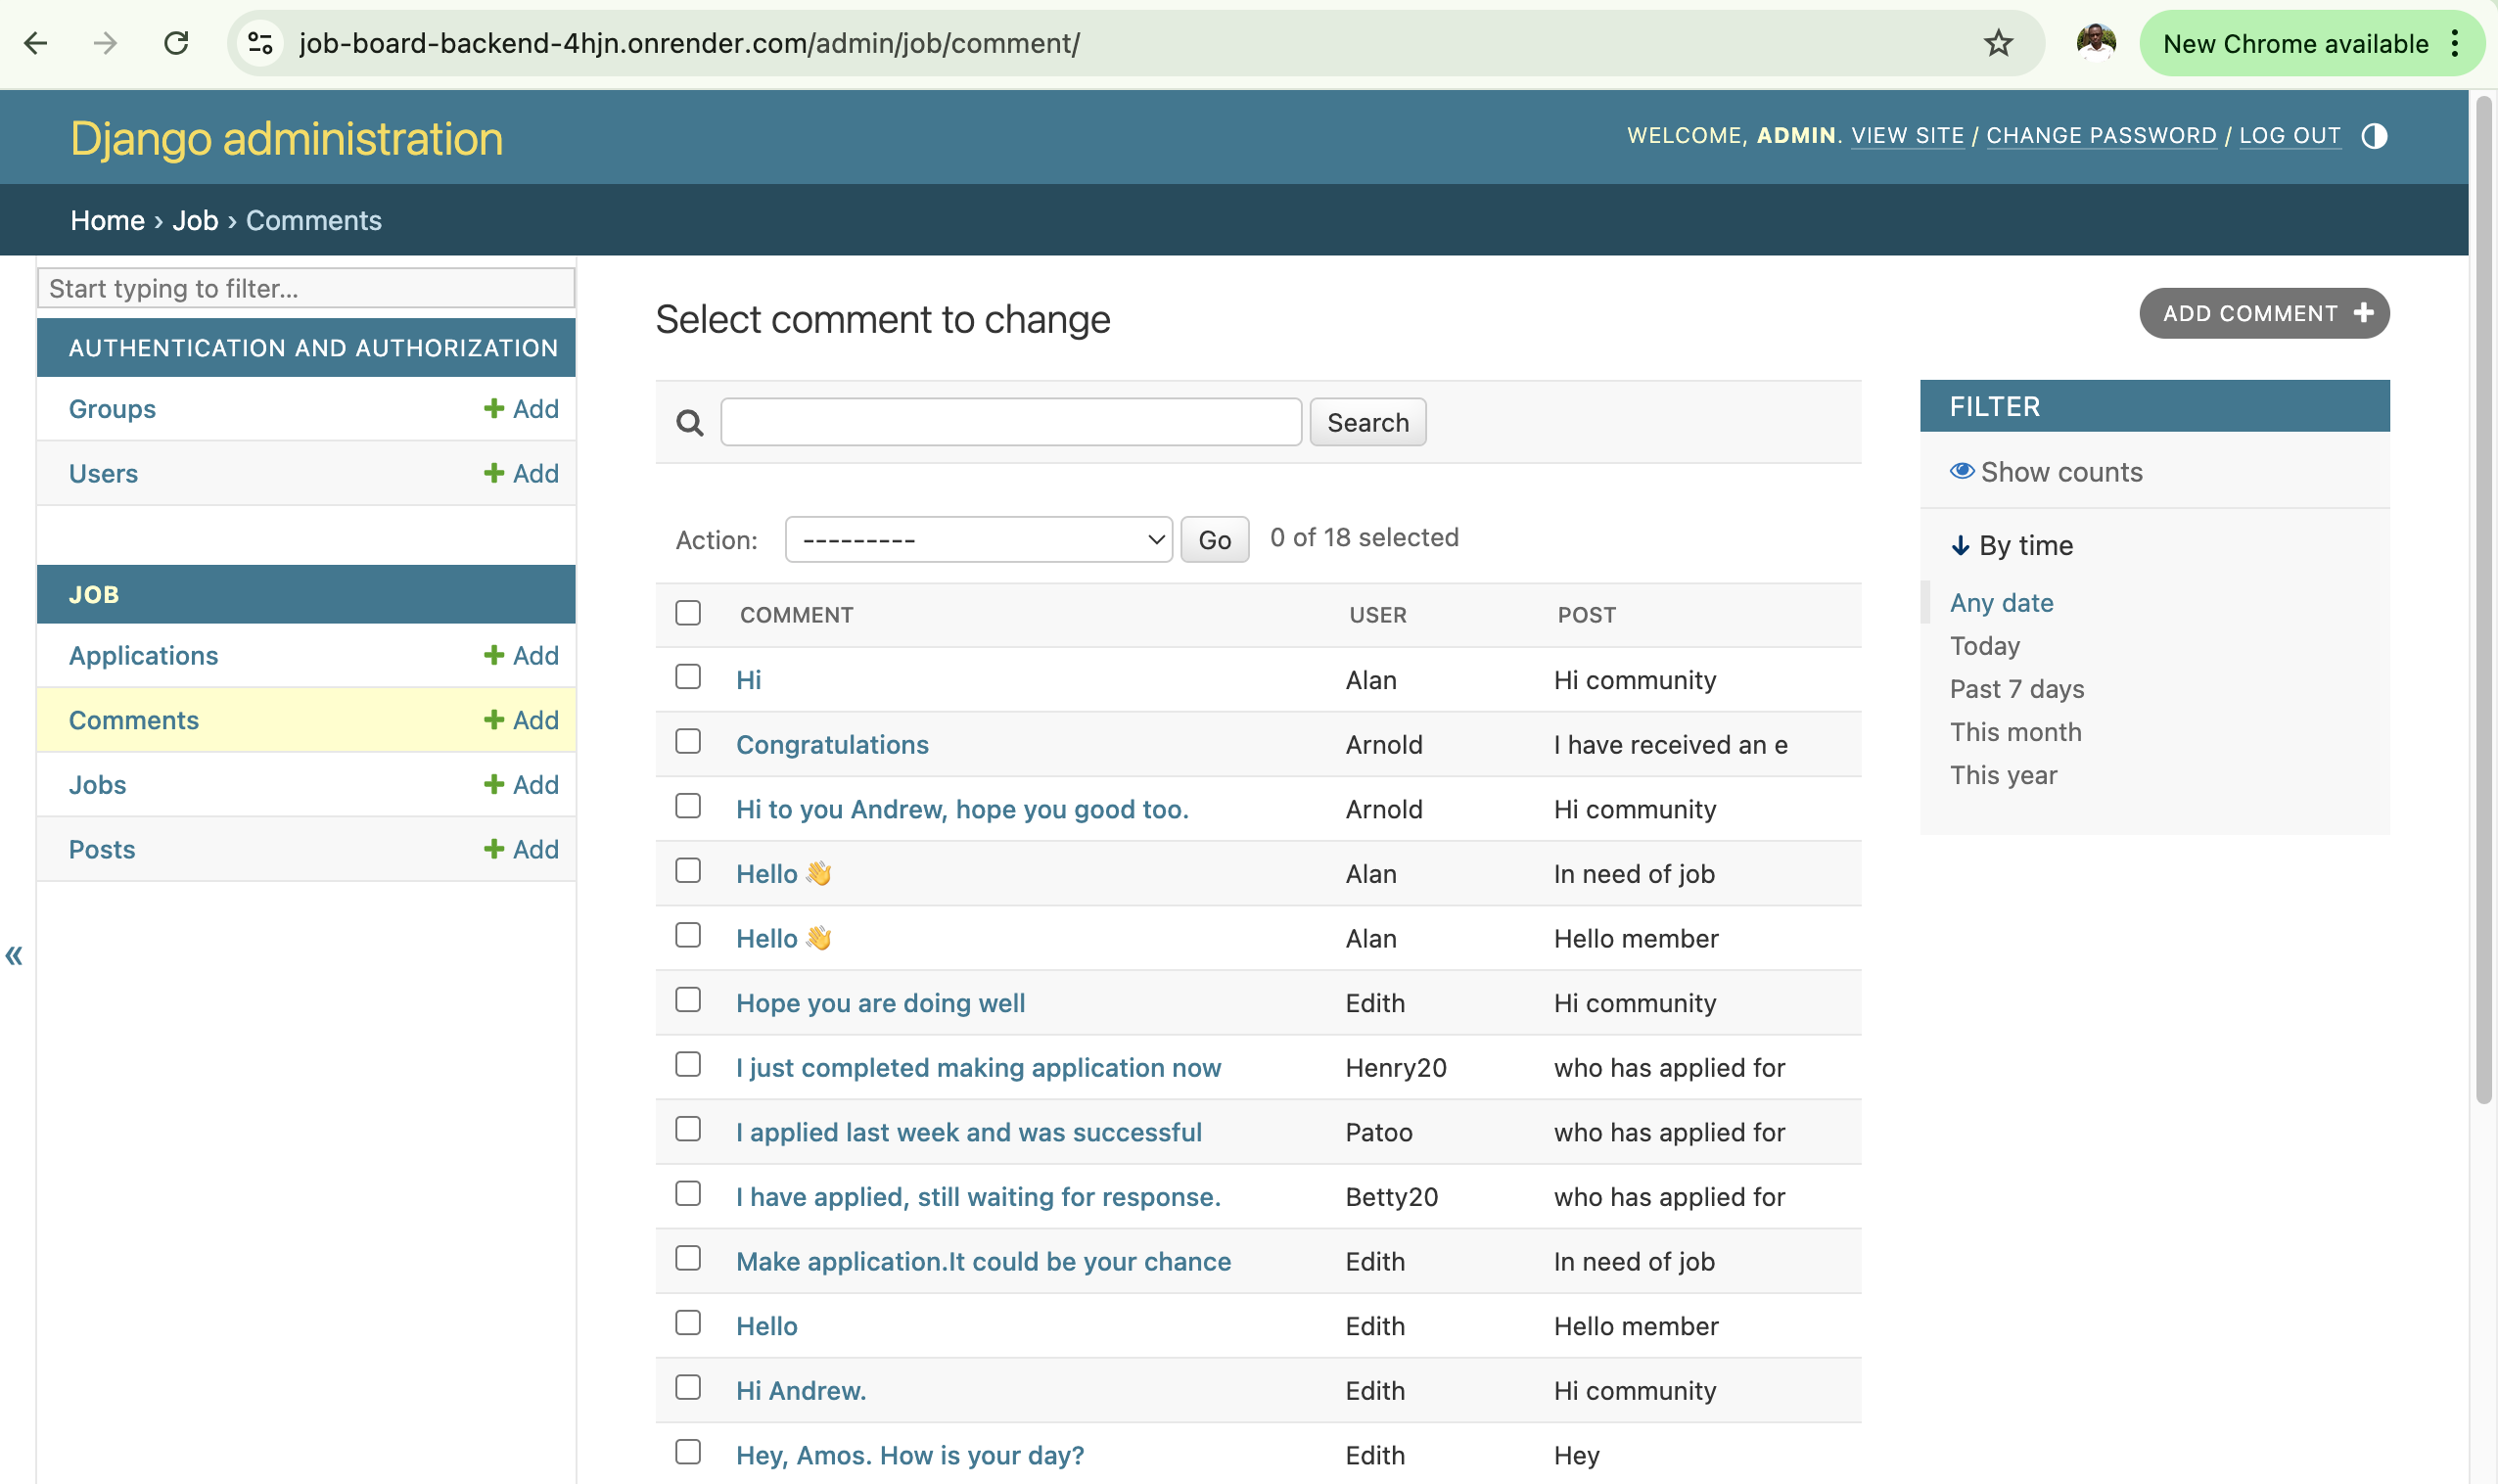 job-board-backend-4hjn.onrender.com/admin/job/comment/
New Chrome available
Django administration
WELCOME, ADMIN. VIEW SITE / CHANGE PASSWORD / LOG OUT
Home › Job › Comments
Start typing to filter...
AUTHENTICATION AND AUTHORIZATION
Groups + Add
Users + Add
JOB
Applications + Add
Comments + Add
Jobs + Add
Posts + Add
«
Select comment to change
ADD COMMENT +
Search
Action: --------- Go 0 of 18 selected
COMMENT USER POST
Hi Alan Hi community
Congratulations Arnold I have received an e
Hi to you Andrew, hope you good too. Arnold Hi community
Hello 👋 Alan In need of job
Hello 👋 Alan Hello member
Hope you are doing well Edith Hi community
I just completed making application now Henry20 who has applied for
I applied last week and was successful Patoo who has applied for
I have applied, still waiting for response. Betty20 who has applied for
Make application.It could be your chance Edith In need of job
Hello Edith Hello member
Hi Andrew. Edith Hi community
Hey, Amos. How is your day? Edith Hey
FILTER
Show counts
↓ By time
Any date
Today
Past 7 days
This month
This year